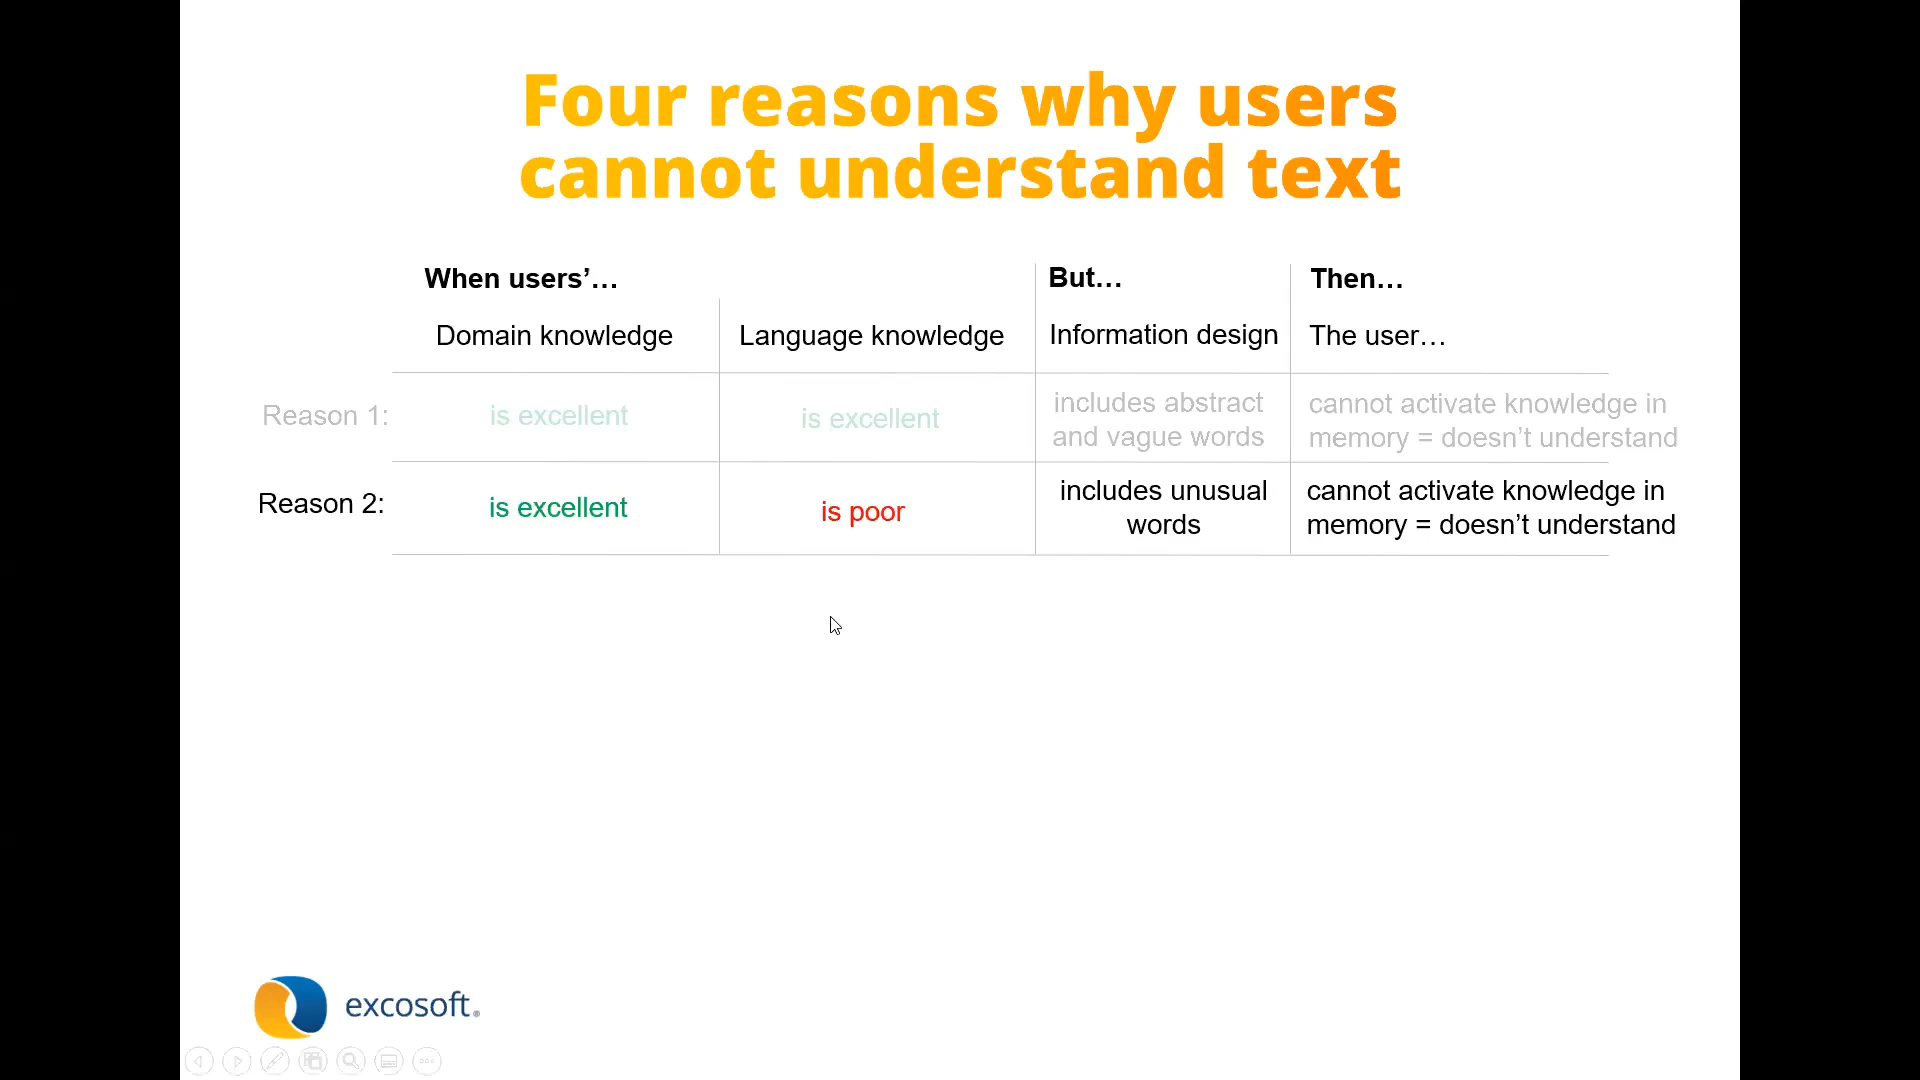 Four reasons why users
cannot understand text
When users’…
But…
Then…
Domain knowledge
Language knowledge
Information design
The user…
Reason 1:
is excellent
is excellent
includes abstract
and vague words
cannot activate knowledge in
memory = doesn’t understand
Reason 2:
is excellent
is poor
includes unusual
words
cannot activate knowledge in
memory = doesn’t understand
excosoft®